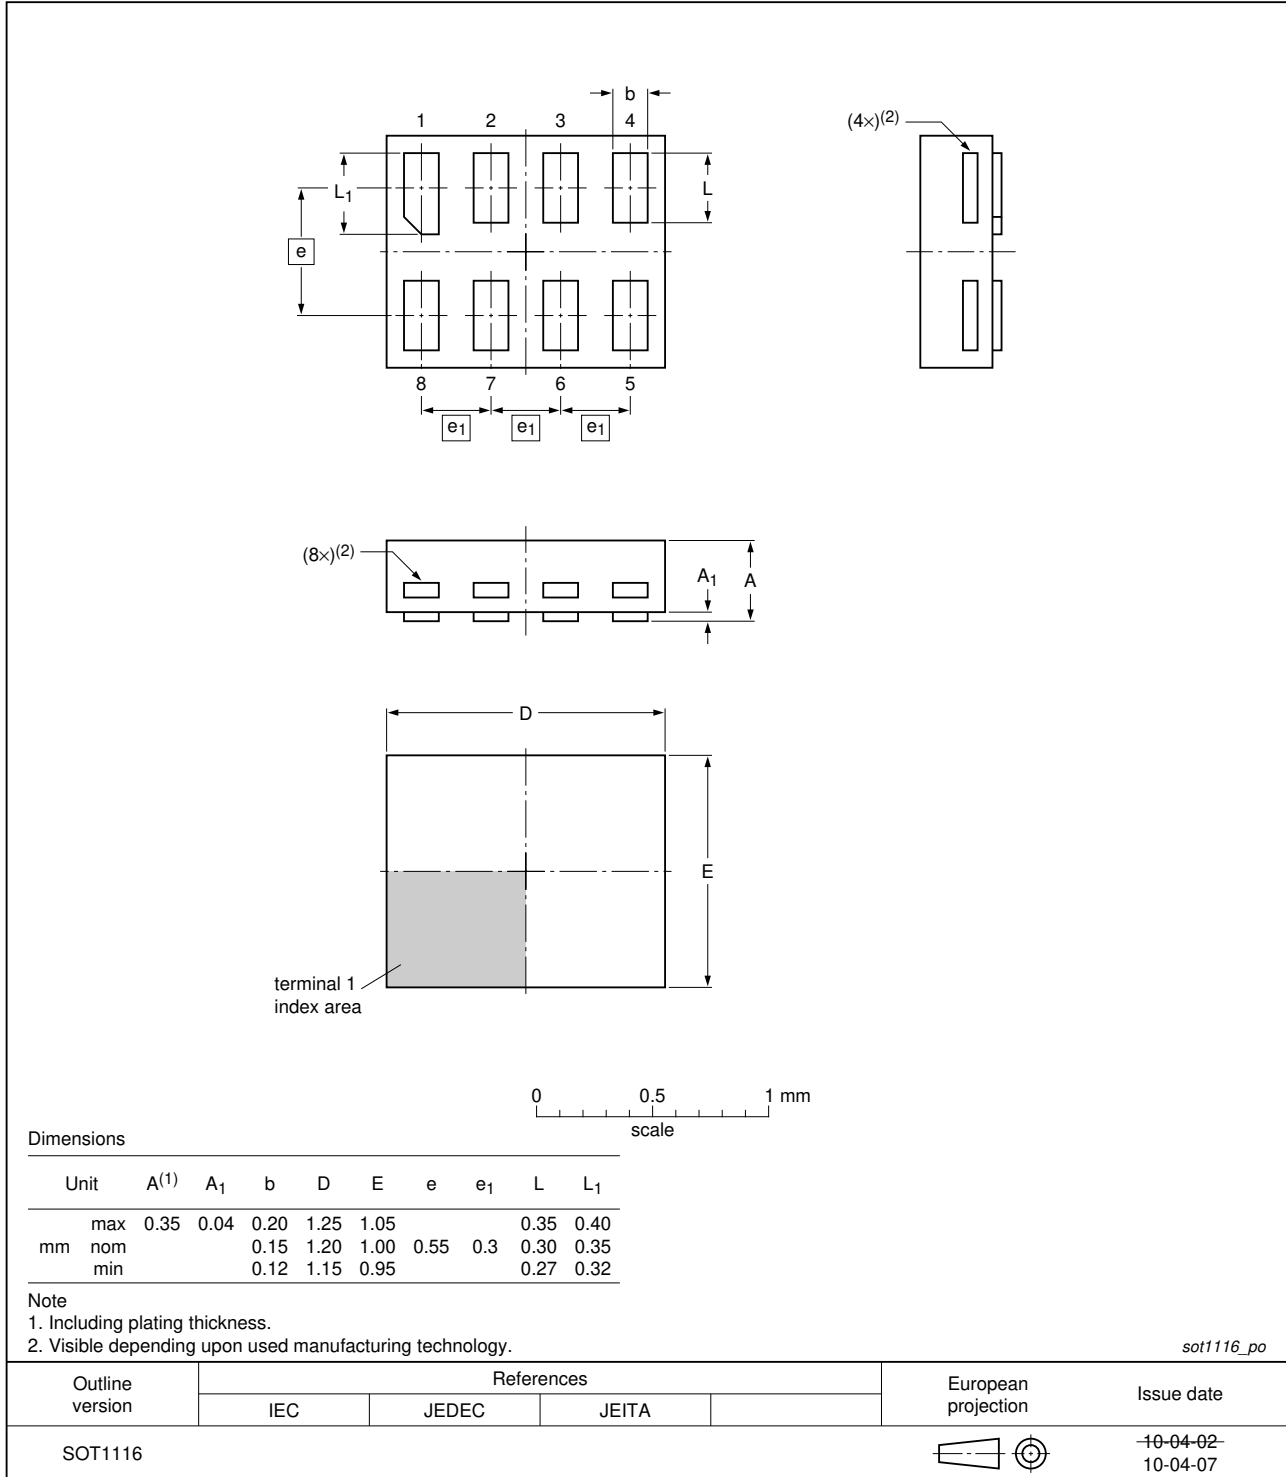 b
1 2 3 4
(4×)(2)
L1
L
e
8 7 6 5
e1 e1 e1
(8×)(2)
A1 A
D
E
terminal 1
index area
0 0.5 1 mm
scale
Dimensions
Unit A(1) A1 b D E e e1 L L1
max 0.35 0.04 0.20 1.25 1.05 0.35 0.40
mm nom 0.15 1.20 1.00 0.55 0.3 0.30 0.35
min 0.12 1.15 0.95 0.27 0.32
Note
1. Including plating thickness.
2. Visible depending upon used manufacturing technology.
sot1116_po
Outline
version
References
IEC JEDEC JEITA
European
projection
Issue date
SOT1116
10-04-02
10-04-07